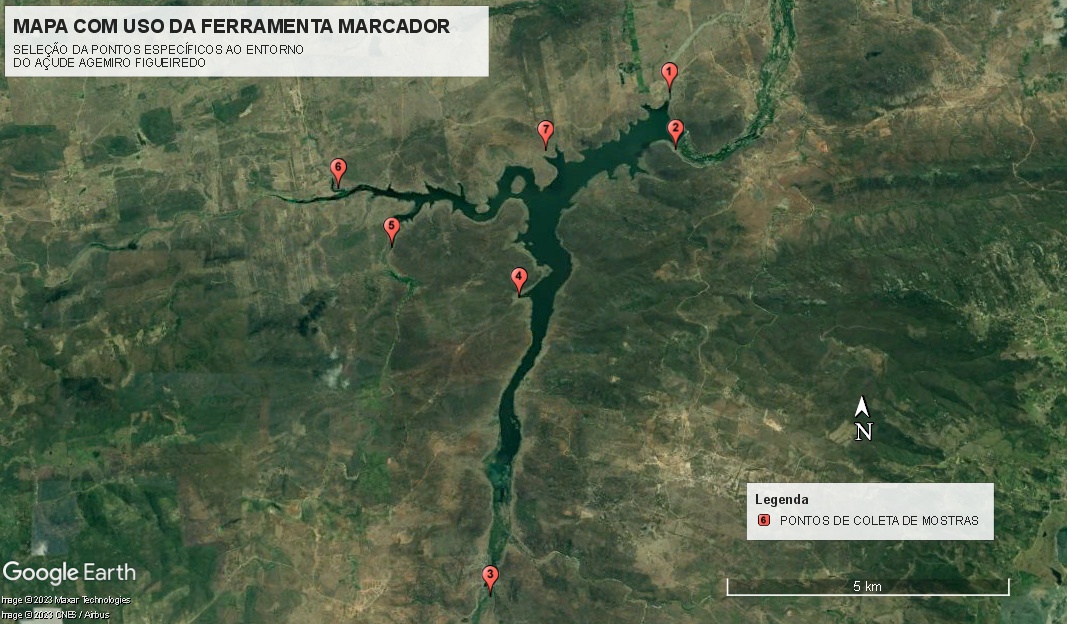 MAPA COM USO DA FERRAMENTA MARCADOR
SELEÇÃO DA PONTOS ESPECÍFICOS AO ENTORNO
DO AÇUDE AGEMIRO FIGUEIREDO
1
2
7
6
5
4
N
Legenda
6 PONTOS DE COLETA DE MOSTRAS
3
Google Earth
5 km
Image © 2023 Maxar Technologies
Image © 2023 CNES / Airbus